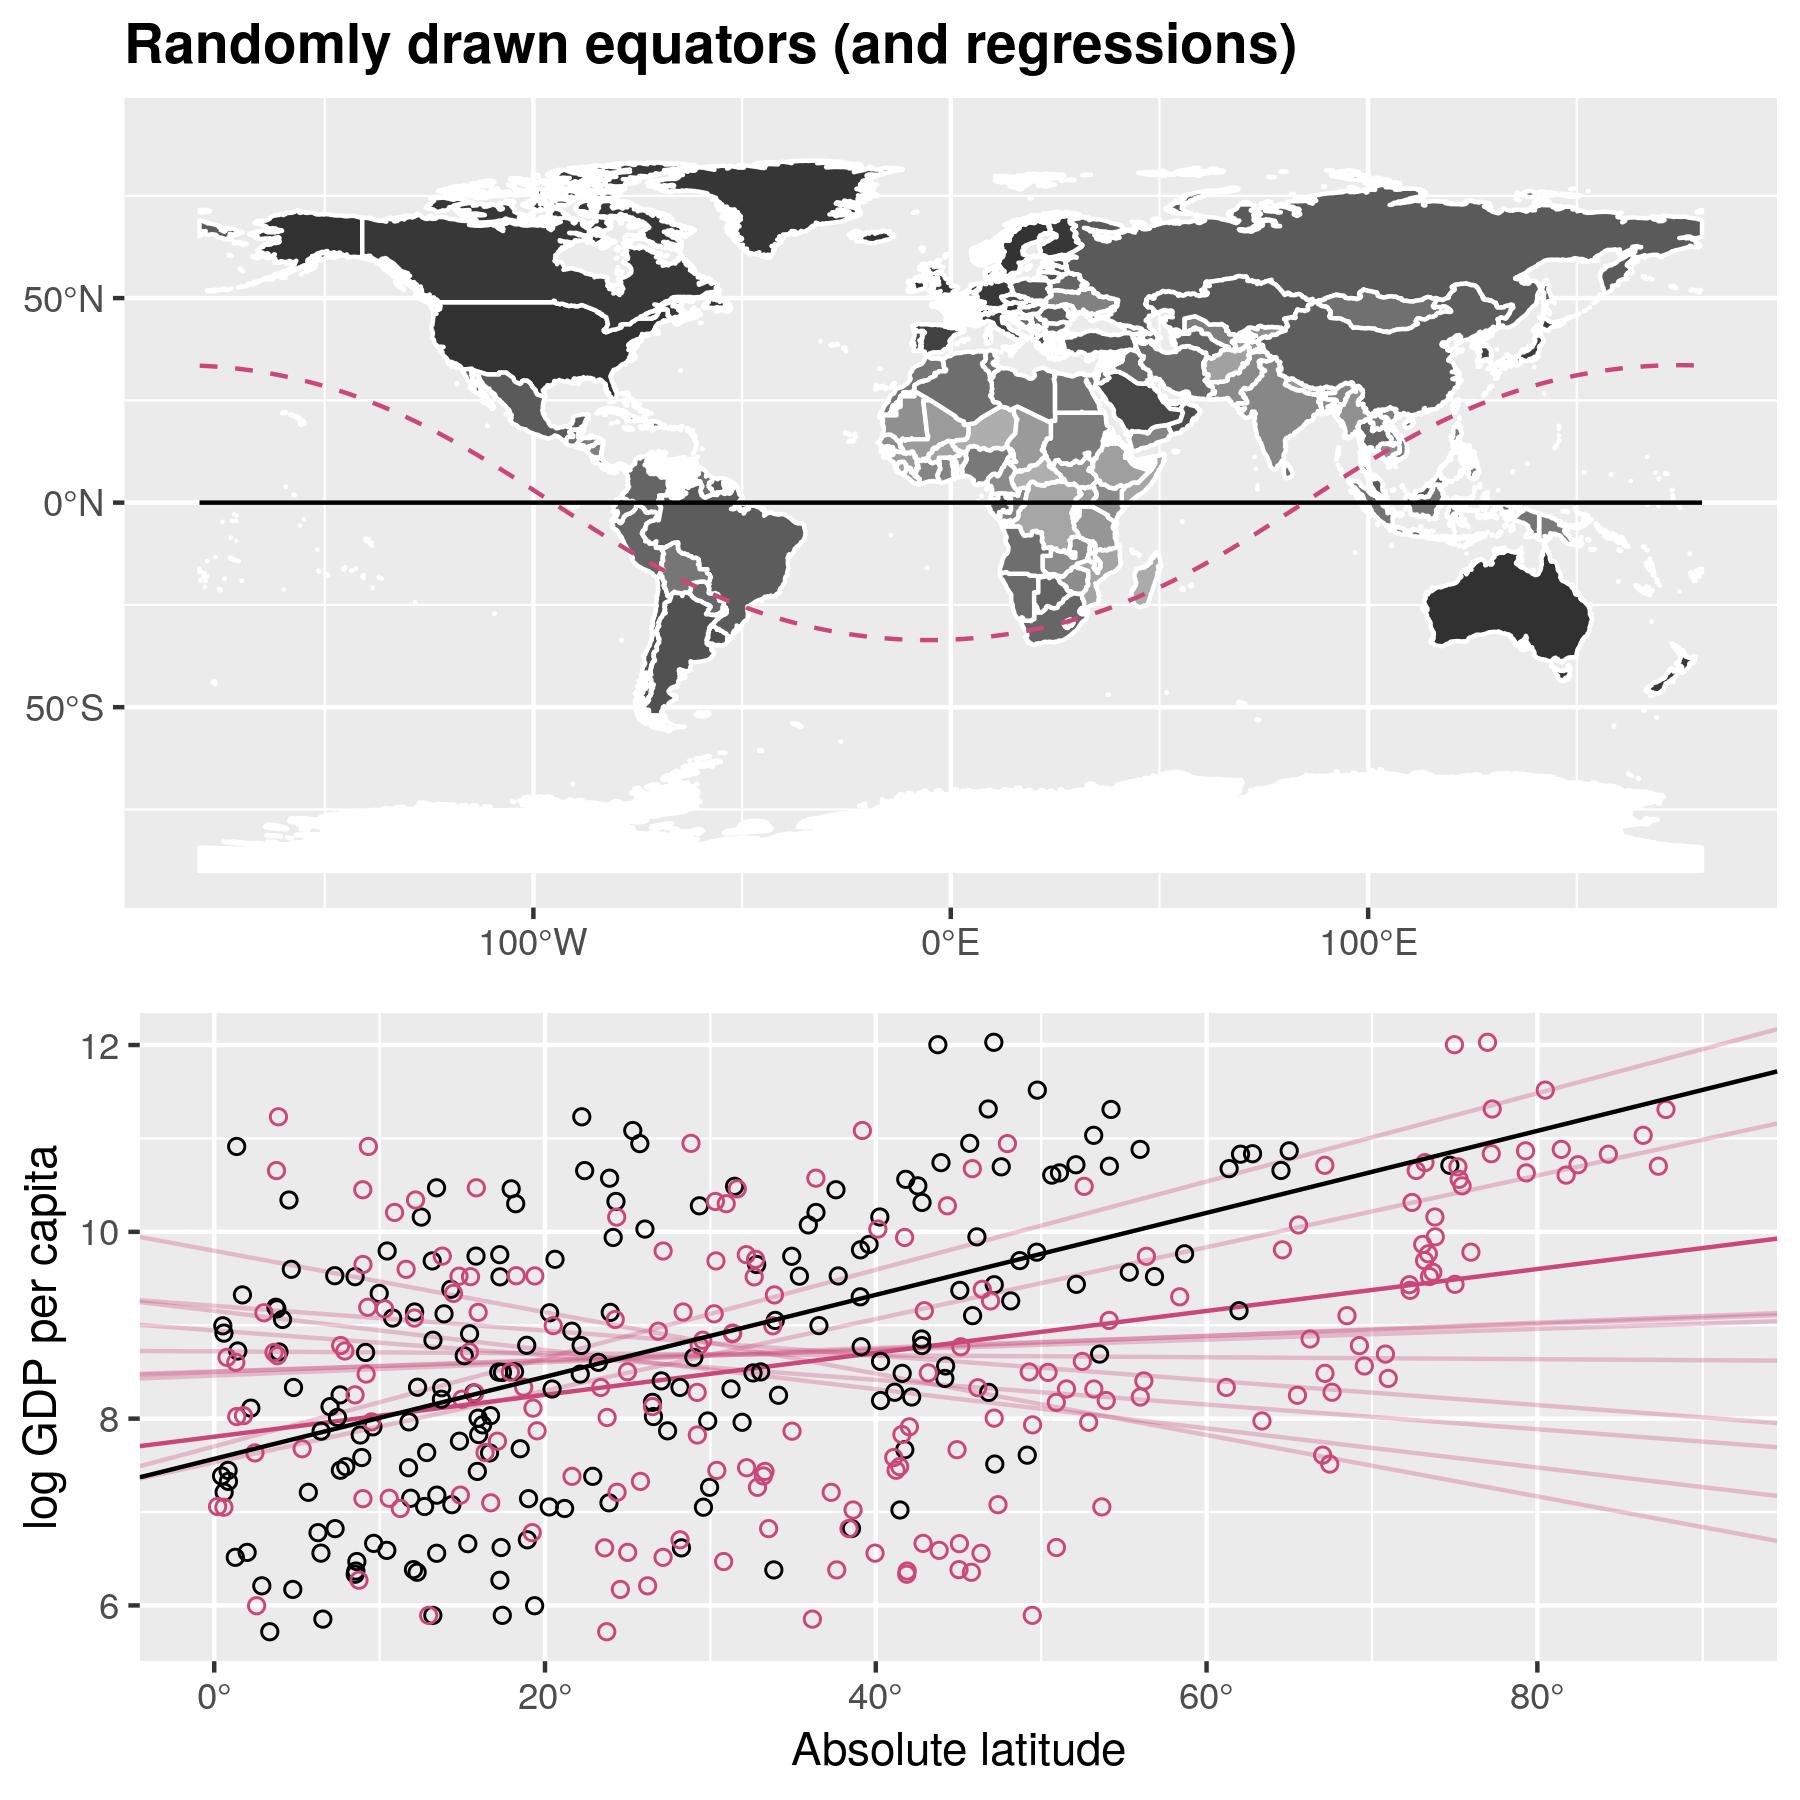 Randomly drawn equators (and regressions)
50°N
0°N
50°S
100°W 0°E 100°E
12
10
8
6
log GDP per capita
0° 20° 40° 60° 80°
Absolute latitude